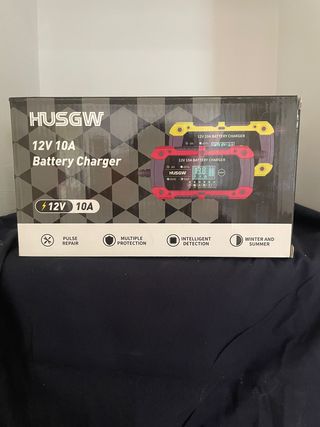 HUSGW
12V 10A
Battery Charger
12V 10A
12V 10A BATTERY CHARGER
12V 10A BATTERY CHARGER
HUSGW
PULSE
REPAIR
MULTIPLE
PROTECTION
INTELLIGENT
DETECTION
WINTER AND
SUMMER